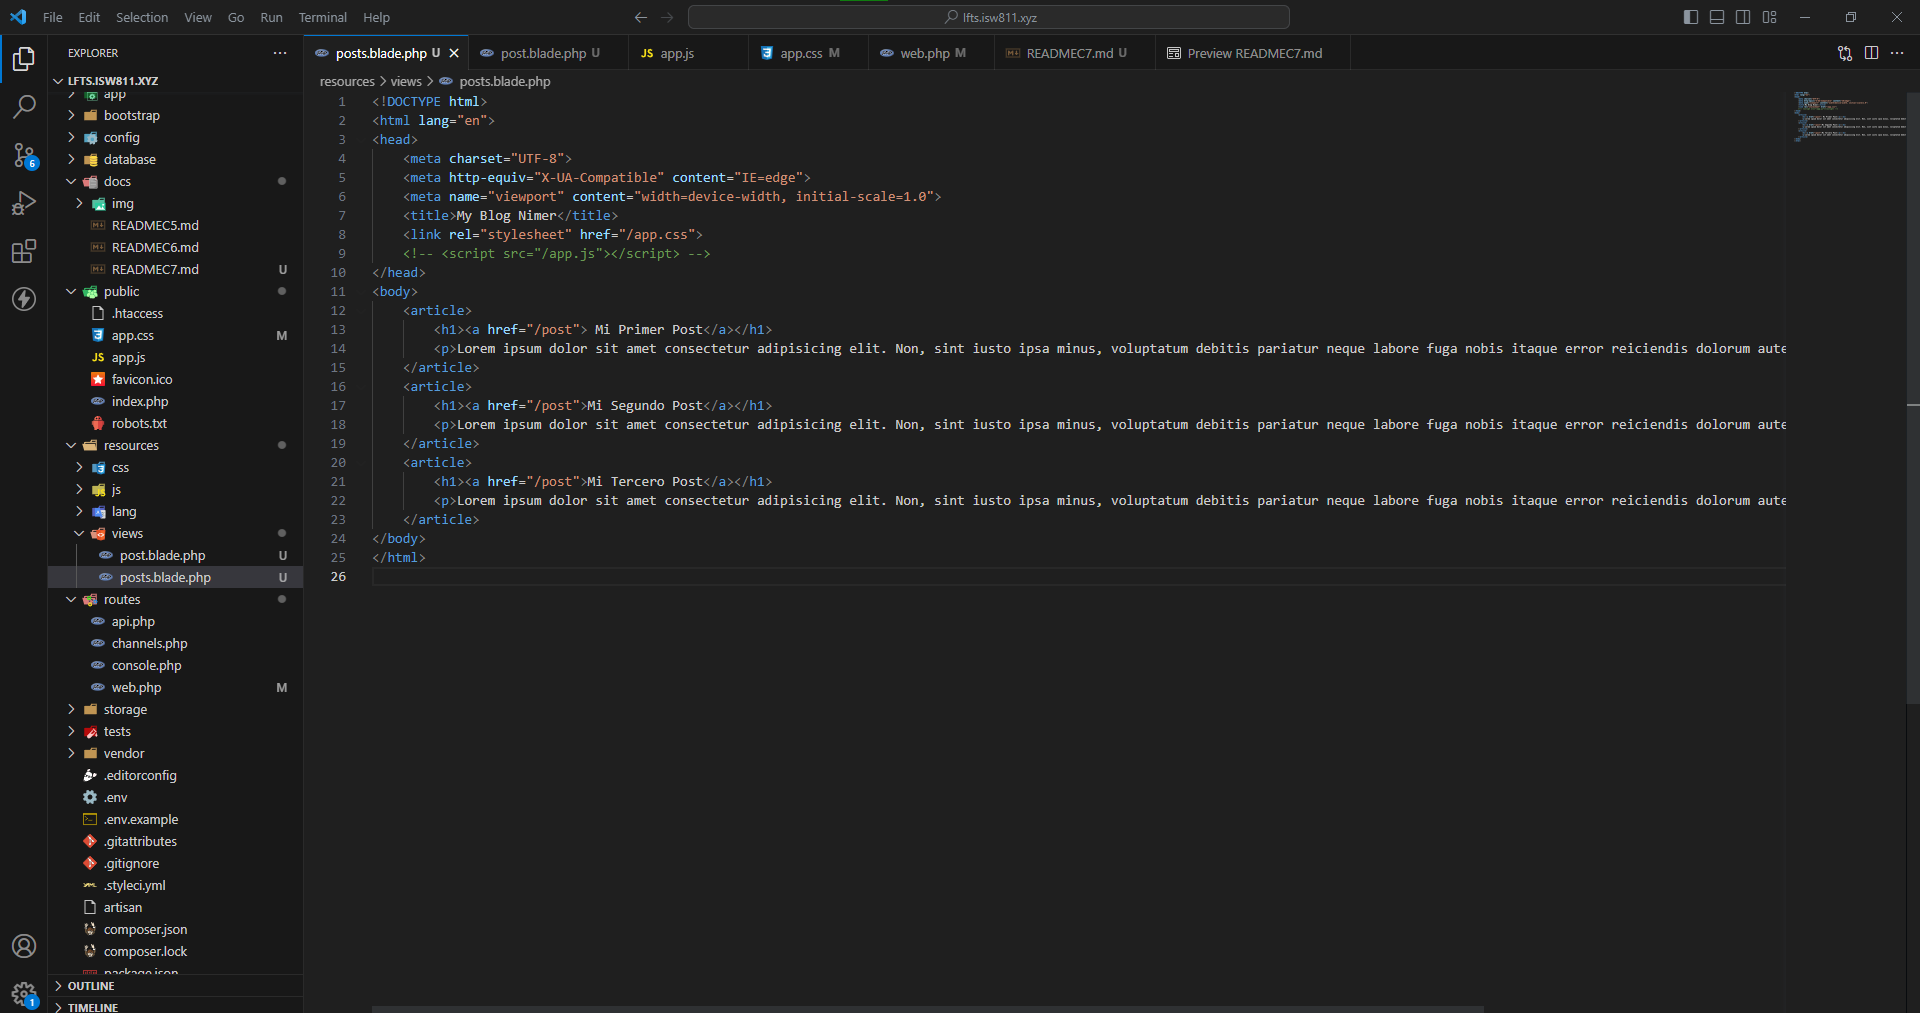 File Edit Selection View Go Run Terminal Help
lfts.isw811.xyz
EXPLORER
LFTS.ISW811.XYZ
app
bootstrap
config
database
docs
img
READMEC5.md
READMEC6.md
READMEC7.md U
public
.htaccess
app.css M
JS app.js
favicon.ico
index.php
robots.txt
resources
css
js
lang
views
post.blade.php U
posts.blade.php U
routes
api.php
channels.php
console.php
web.php M
storage
tests
vendor
.editorconfig
.env
.env.example
.gitattributes
.gitignore
.styleci.yml
artisan
composer.json
composer.lock
package.json
OUTLINE
TIMELINE
6
1
posts.blade.php U post.blade.php U JS app.js app.css M web.php M READMEC7.md U Preview READMEC7.md
resources > views > posts.blade.php
1 <!DOCTYPE html>
2 <html lang="en">
3 <head>
4 <meta charset="UTF-8">
5 <meta http-equiv="X-UA-Compatible" content="IE=edge">
6 <meta name="viewport" content="width=device-width, initial-scale=1.0">
7 <title>My Blog Nimer</title>
8 <link rel="stylesheet" href="/app.css">
9 <!-- <script src="/app.js"></script> -->
10 </head>
11 <body>
12 <article>
13 <h1><a href="/post"> Mi Primer Post</a></h1>
14 <p>Lorem ipsum dolor sit amet consectetur adipisicing elit. Non, sint iusto ipsa minus, voluptatum debitis pariatur neque labore fuga nobis itaque error reiciendis dolorum aute
15 </article>
16 <article>
17 <h1><a href="/post">Mi Segundo Post</a></h1>
18 <p>Lorem ipsum dolor sit amet consectetur adipisicing elit. Non, sint iusto ipsa minus, voluptatum debitis pariatur neque labore fuga nobis itaque error reiciendis dolorum aute
19 </article>
20 <article>
21 <h1><a href="/post">Mi Tercero Post</a></h1>
22 <p>Lorem ipsum dolor sit amet consectetur adipisicing elit. Non, sint iusto ipsa minus, voluptatum debitis pariatur neque labore fuga nobis itaque error reiciendis dolorum aute
23 </article>
24 </body>
25 </html>
26